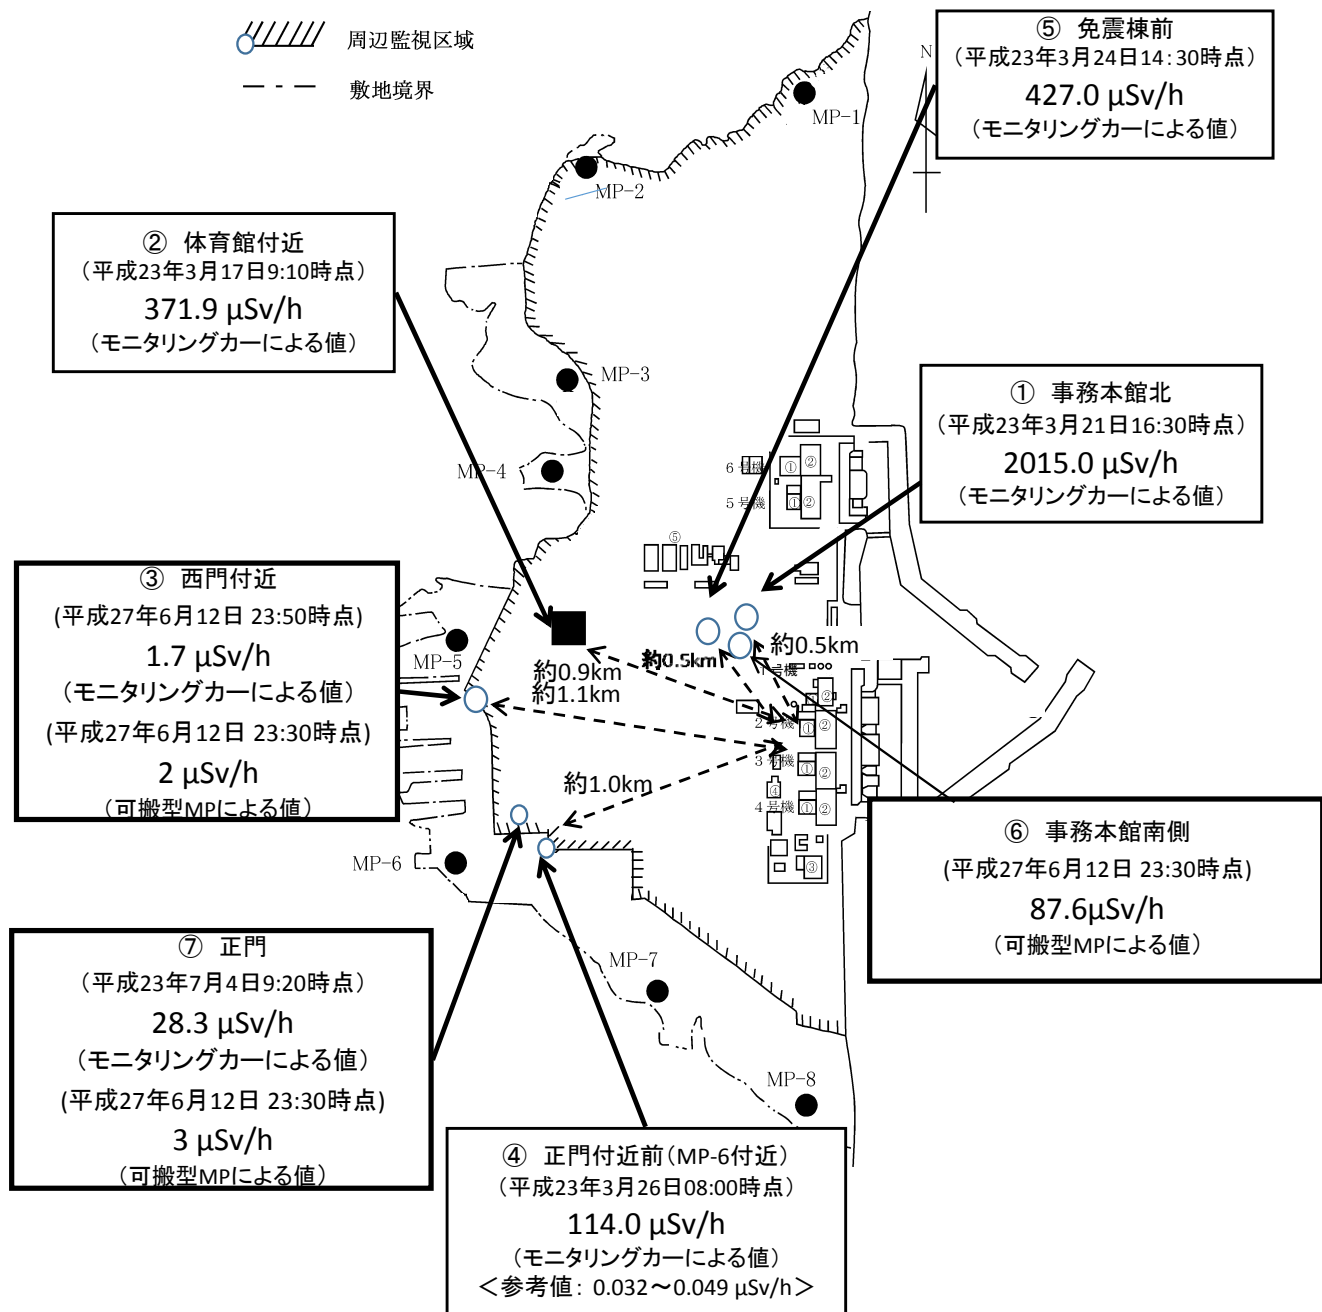 周辺監視区域
敷地境界
⑤ 免震棟前
(平成23年3月24日14:30時点)
427.0 μSv/h
(モニタリングカーによる値)
N
MP-1
MP-2
② 体育館付近
(平成23年3月17日9:10時点)
371.9 μSv/h
(モニタリングカーによる値)
MP-3
① 事務本館北
(平成23年3月21日16:30時点)
2015.0 μSv/h
(モニタリングカーによる値)
MP-4
6号機
① ②
5号機
① ②
⑤
③ 西門付近
(平成27年6月12日 23:50時点)
1.7 μSv/h
(モニタリングカーによる値)
(平成27年6月12日 23:30時点)
2 μSv/h
(可搬型MPによる値)
MP-5
約0.9km
約1.1km
約0.5km
約0.5km
1号機
②
2号機
① ②
3号機
① ②
④
4号機
① ②
③
約1.0km
MP-6
⑥ 事務本館南側
(平成27年6月12日 23:30時点)
87.6μSv/h
(可搬型MPによる値)
⑦ 正門
(平成23年7月4日9:20時点)
28.3 μSv/h
(モニタリングカーによる値)
(平成27年6月12日 23:30時点)
3 μSv/h
(可搬型MPによる値)
MP-7
MP-8
④ 正門付近前(MP-6付近)
(平成23年3月26日08:00時点)
114.0 μSv/h
(モニタリングカーによる値)
<参考値: 0.032～0.049 μSv/h>